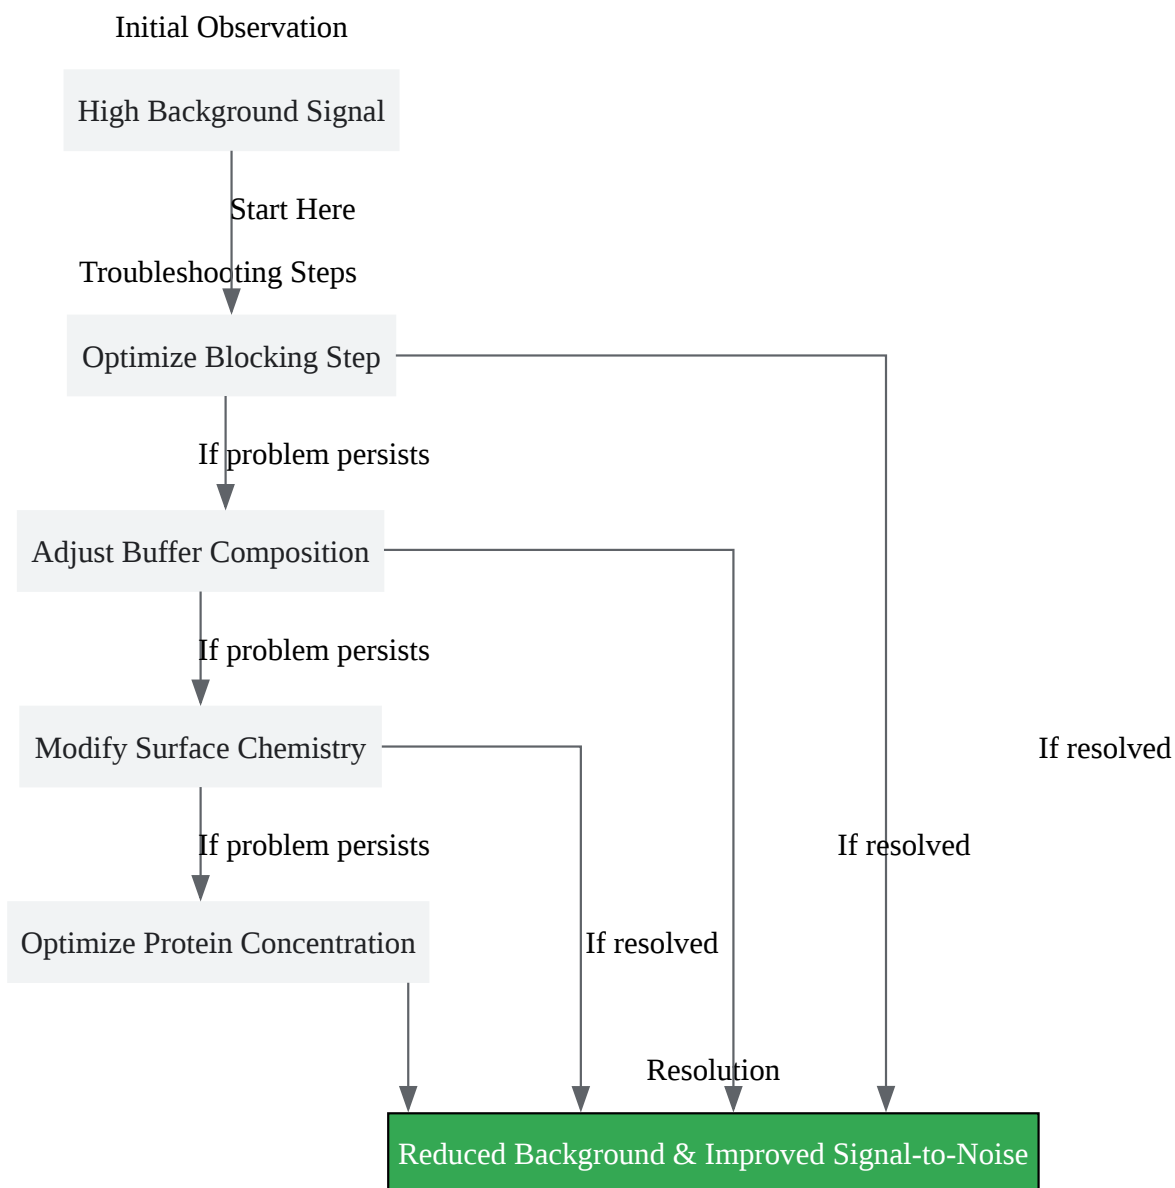 Initial Observation
High Background Signal
Start Here
Troubleshooting Steps
Optimize Blocking Step
If problem persists
Adjust Buffer Composition
If problem persists
Modify Surface Chemistry
If resolved
If problem persists
If resolved
Optimize Protein Concentration
If resolved
Resolution
Reduced Background & Improved Signal-to-Noise